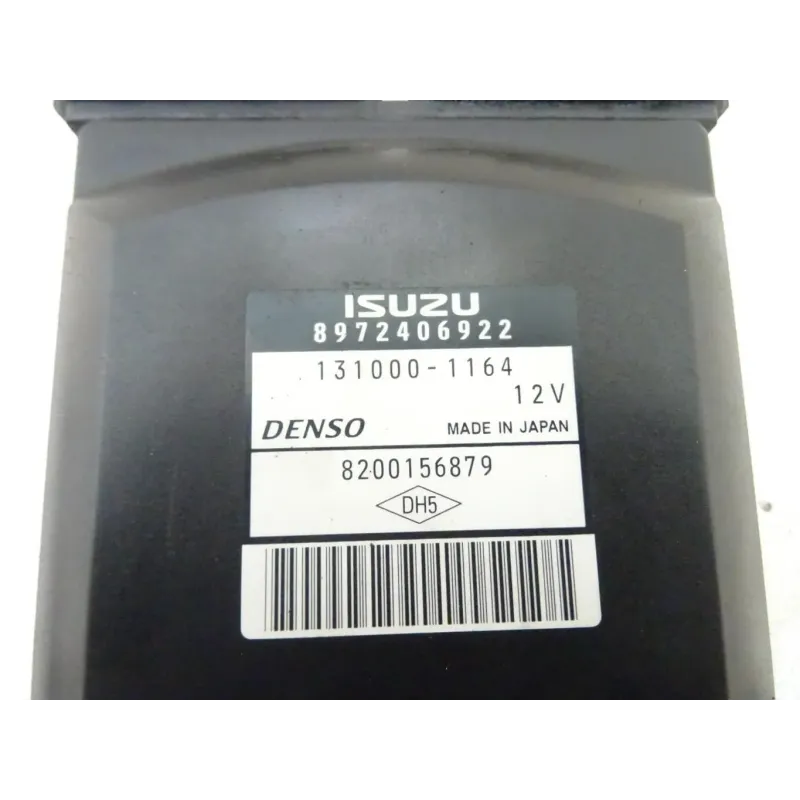 ISUZU
8972406922
131000-1164
12V
DENSO MADE IN JAPAN
8200156879
DH5